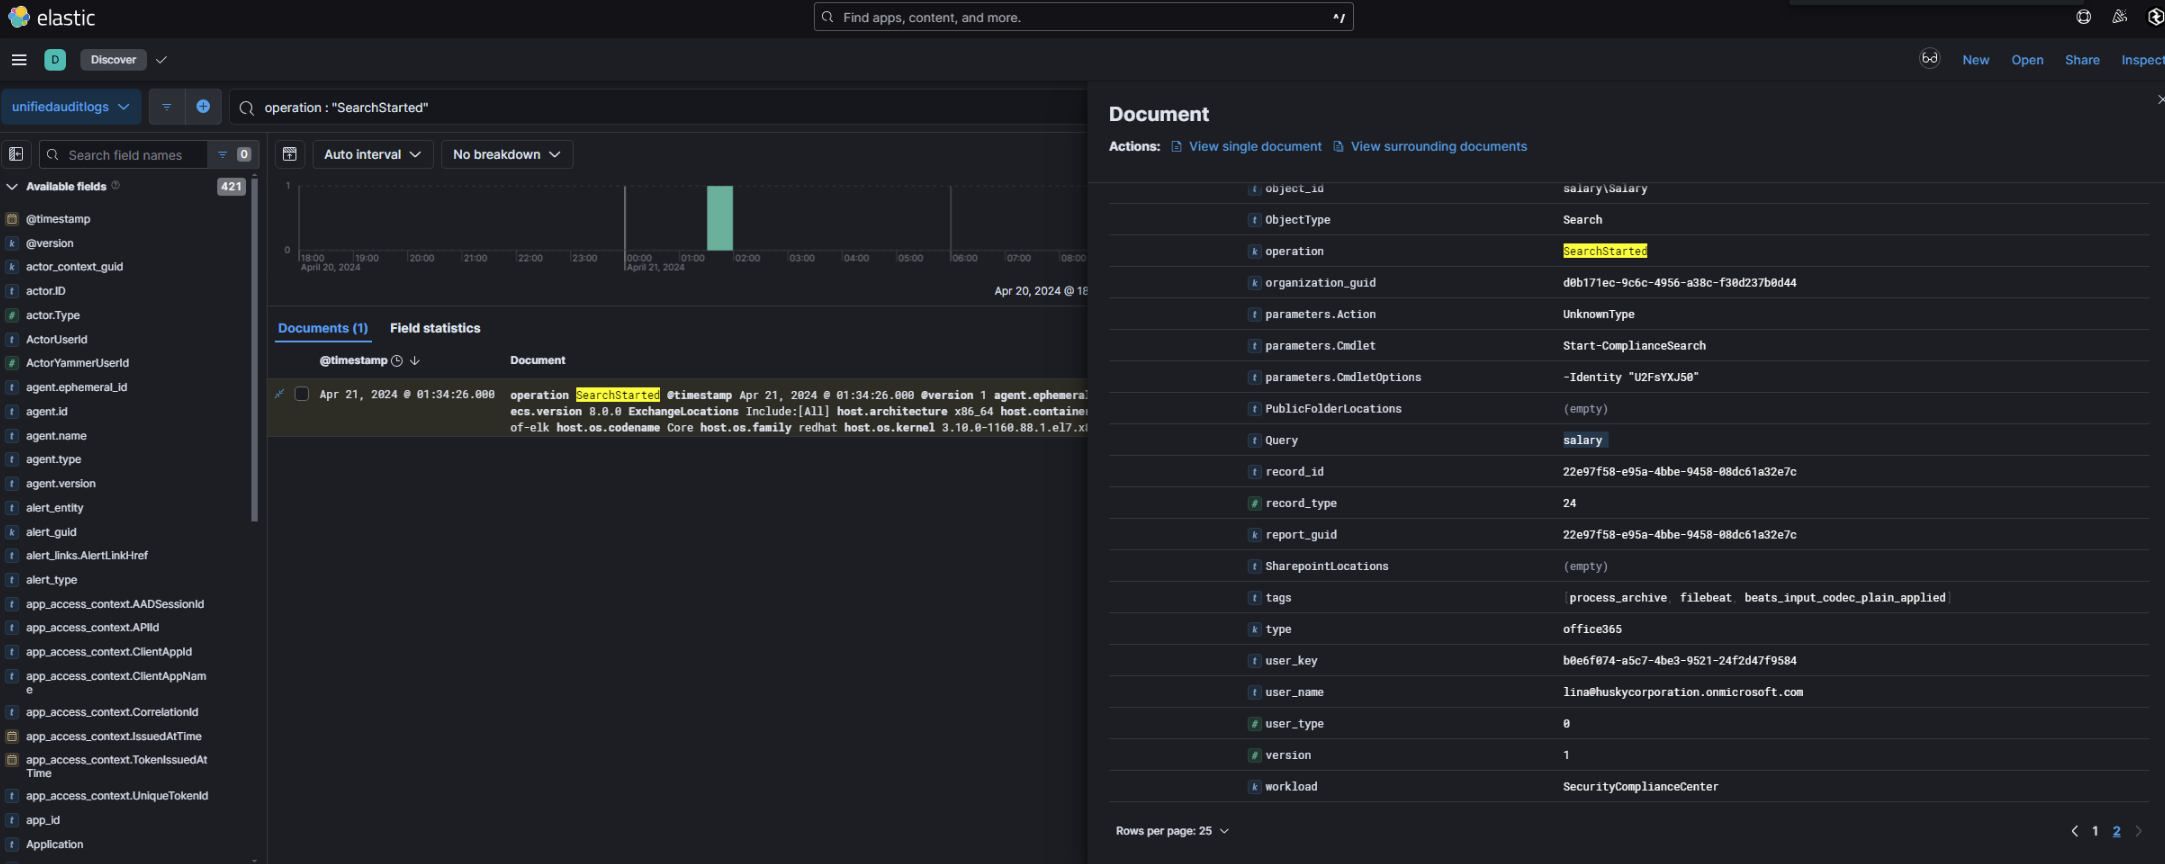 elastic
Find apps, content, and more.
^/
D
Discover
New
Open
Share
Inspect
unifiedauditlogs
operation : "SearchStarted"
Search field names
0
Available fields
421
@timestamp
@version
actor_context_guid
actor.ID
actor.Type
ActorUserId
ActorYammerUserId
agent.ephemeral_id
agent.id
agent.name
agent.type
agent.version
alert_entity
alert_guid
alert_links.AlertLinkHref
alert_type
app_access_context.AADSessionId
app_access_context.APIId
app_access_context.ClientAppId
app_access_context.ClientAppNam
e
app_access_context.CorrelationId
app_access_context.IssuedAtTime
app_access_context.TokenIssuedAt
Time
app_access_context.UniqueTokenId
app_id
Application
Auto interval
No breakdown
1
0
18:00 19:00 20:00 21:00 22:00 23:00 00:00 01:00 02:00 03:00 04:00 05:00 06:00 07:00 08:00
April 20, 2024 April 21, 2024
Apr 20, 2024 @ 18
Documents (1) Field statistics
@timestamp Document
Apr 21, 2024 @ 01:34:26.000
operation SearchStarted @timestamp Apr 21, 2024 @ 01:34:26.000 @version 1 agent.ephemeral
ecs.version 8.0.0 ExchangeLocations Include:[All] host.architecture x86_64 host.container
of-elk host.os.codename Core host.os.family redhat host.os.kernel 3.10.0-1160.88.1.el7.x8
Document
Actions: View single document View surrounding documents
object_id salary\Salary
ObjectType Search
operation SearchStarted
organization_guid d0b171ec-9c6c-4956-a38c-f30d237b0d44
parameters.Action UnknownType
parameters.Cmdlet Start-ComplianceSearch
parameters.CmdletOptions -Identity "U2FsYXJ50"
PublicFolderLocations (empty)
Query salary
record_id 22e97f58-e95a-4bbe-9458-08dc61a32e7c
record_type 24
report_guid 22e97f58-e95a-4bbe-9458-08dc61a32e7c
SharepointLocations (empty)
tags [process_archive, filebeat, beats_input_codec_plain_applied]
type office365
user_key b0e6f074-a5c7-4be3-9521-24f2d47f9584
user_name lina@huskycorporation.onmicrosoft.com
user_type 0
version 1
workload SecurityComplianceCenter
Rows per page: 25
1 2